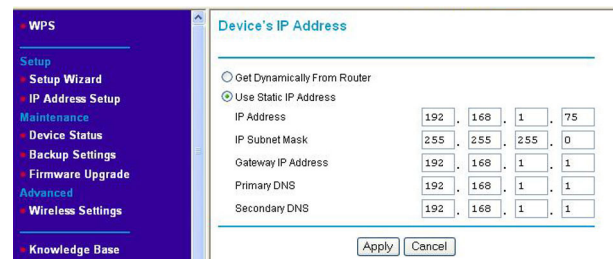 WPS
Setup
Setup Wizard
IP Address Setup
Maintenance
Device Status
Backup Settings
Firmware Upgrade
Advanced
Wireless Settings
Knowledge Base
Device's IP Address
Get Dynamically From Router
Use Static IP Address
IP Address 192 . 168 . 1 . 75
IP Subnet Mask 255 . 255 . 255 . 0
Gateway IP Address 192 . 168 . 1 . 1
Primary DNS 192 . 168 . 1 . 1
Secondary DNS 192 . 168 . 1 . 1
Apply Cancel